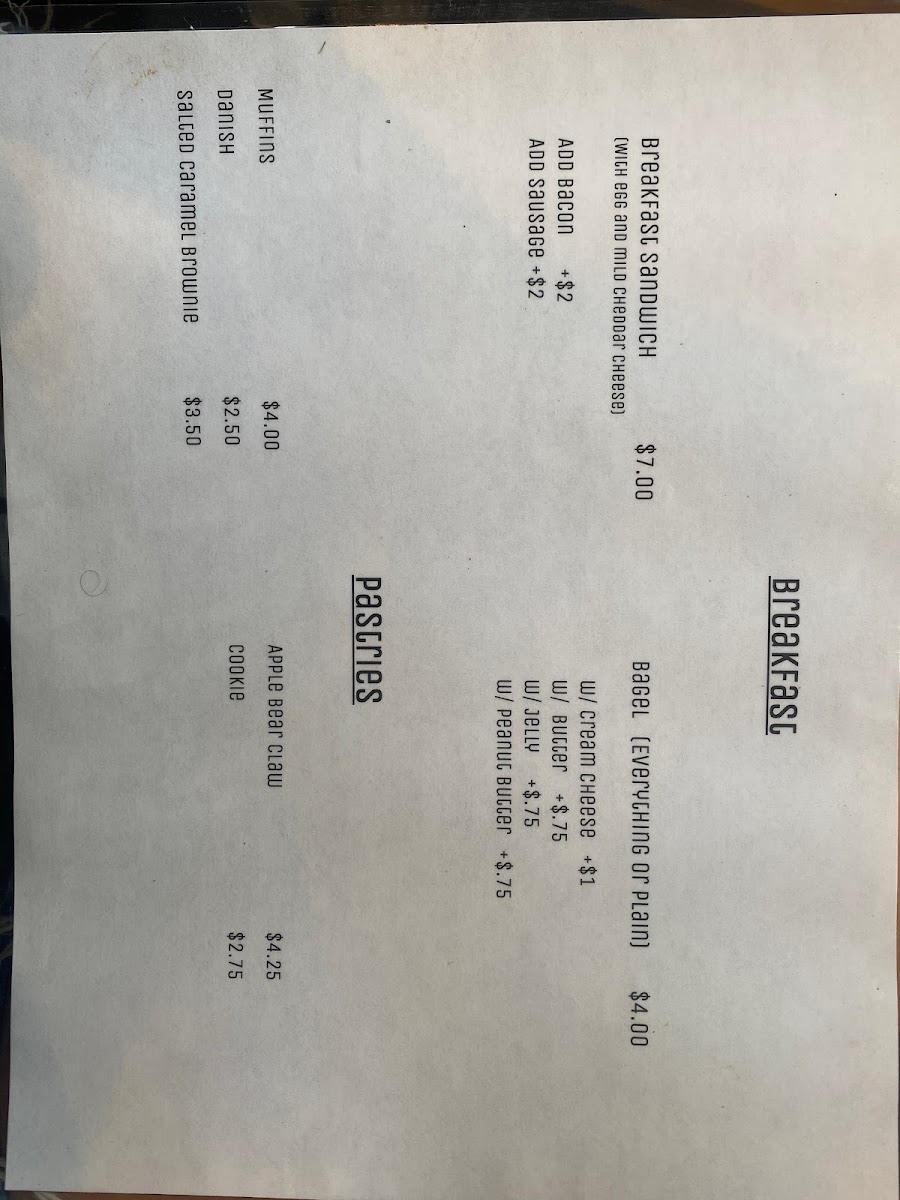 Breakfast
Breakfast Sandwich $7.00
(with egg and mild cheddar cheese)
Add Bacon +$2
Add Sausage +$2
Bagel (Everything or Plain) $4.00
w/ Cream Cheese +$1
w/ Butter +$.75
w/ Jelly +$.75
w/ Peanut Butter +$.75
Pastries
Muffins $4.00
Danish $2.50
Salted Caramel Brownie $3.50
Apple Bear Claw $4.25
Cookie $2.75